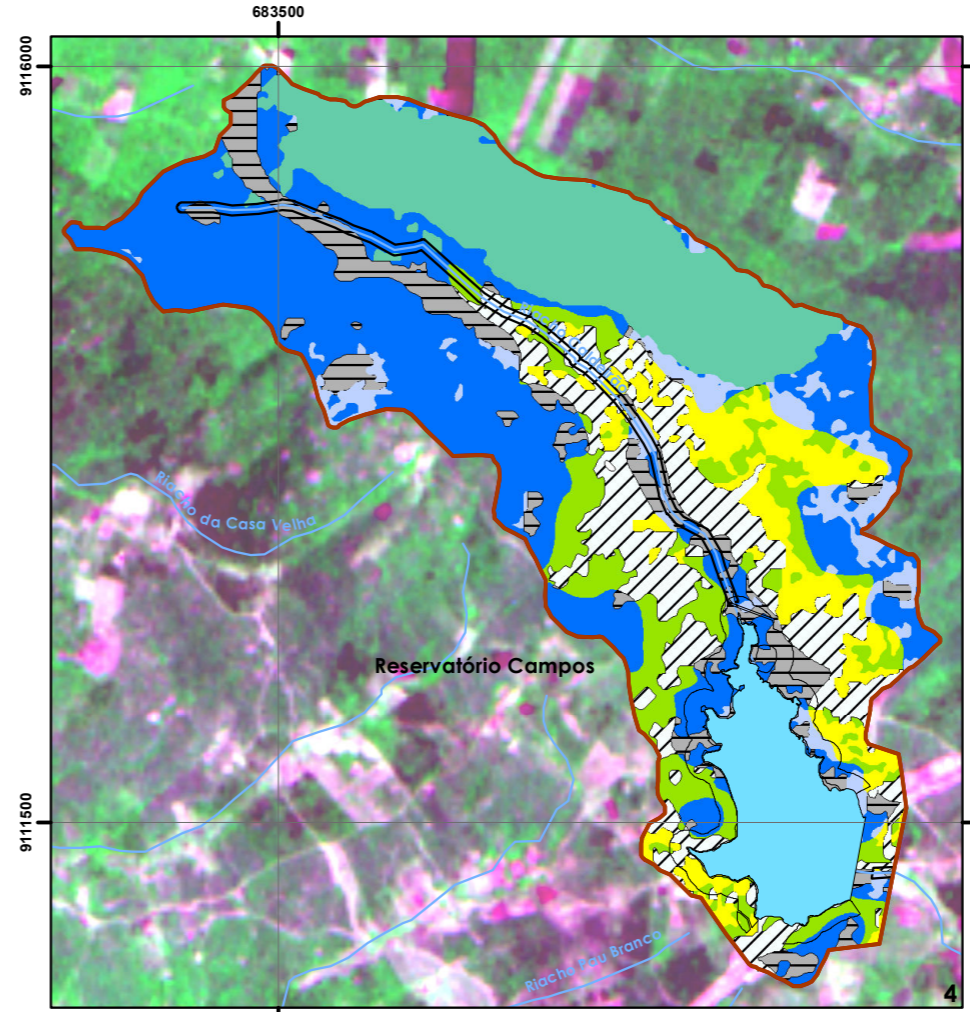 683500
9116000
Riacho da Casa Velha
Reservatório Campos
9111500
Riacho Pau Branco
4